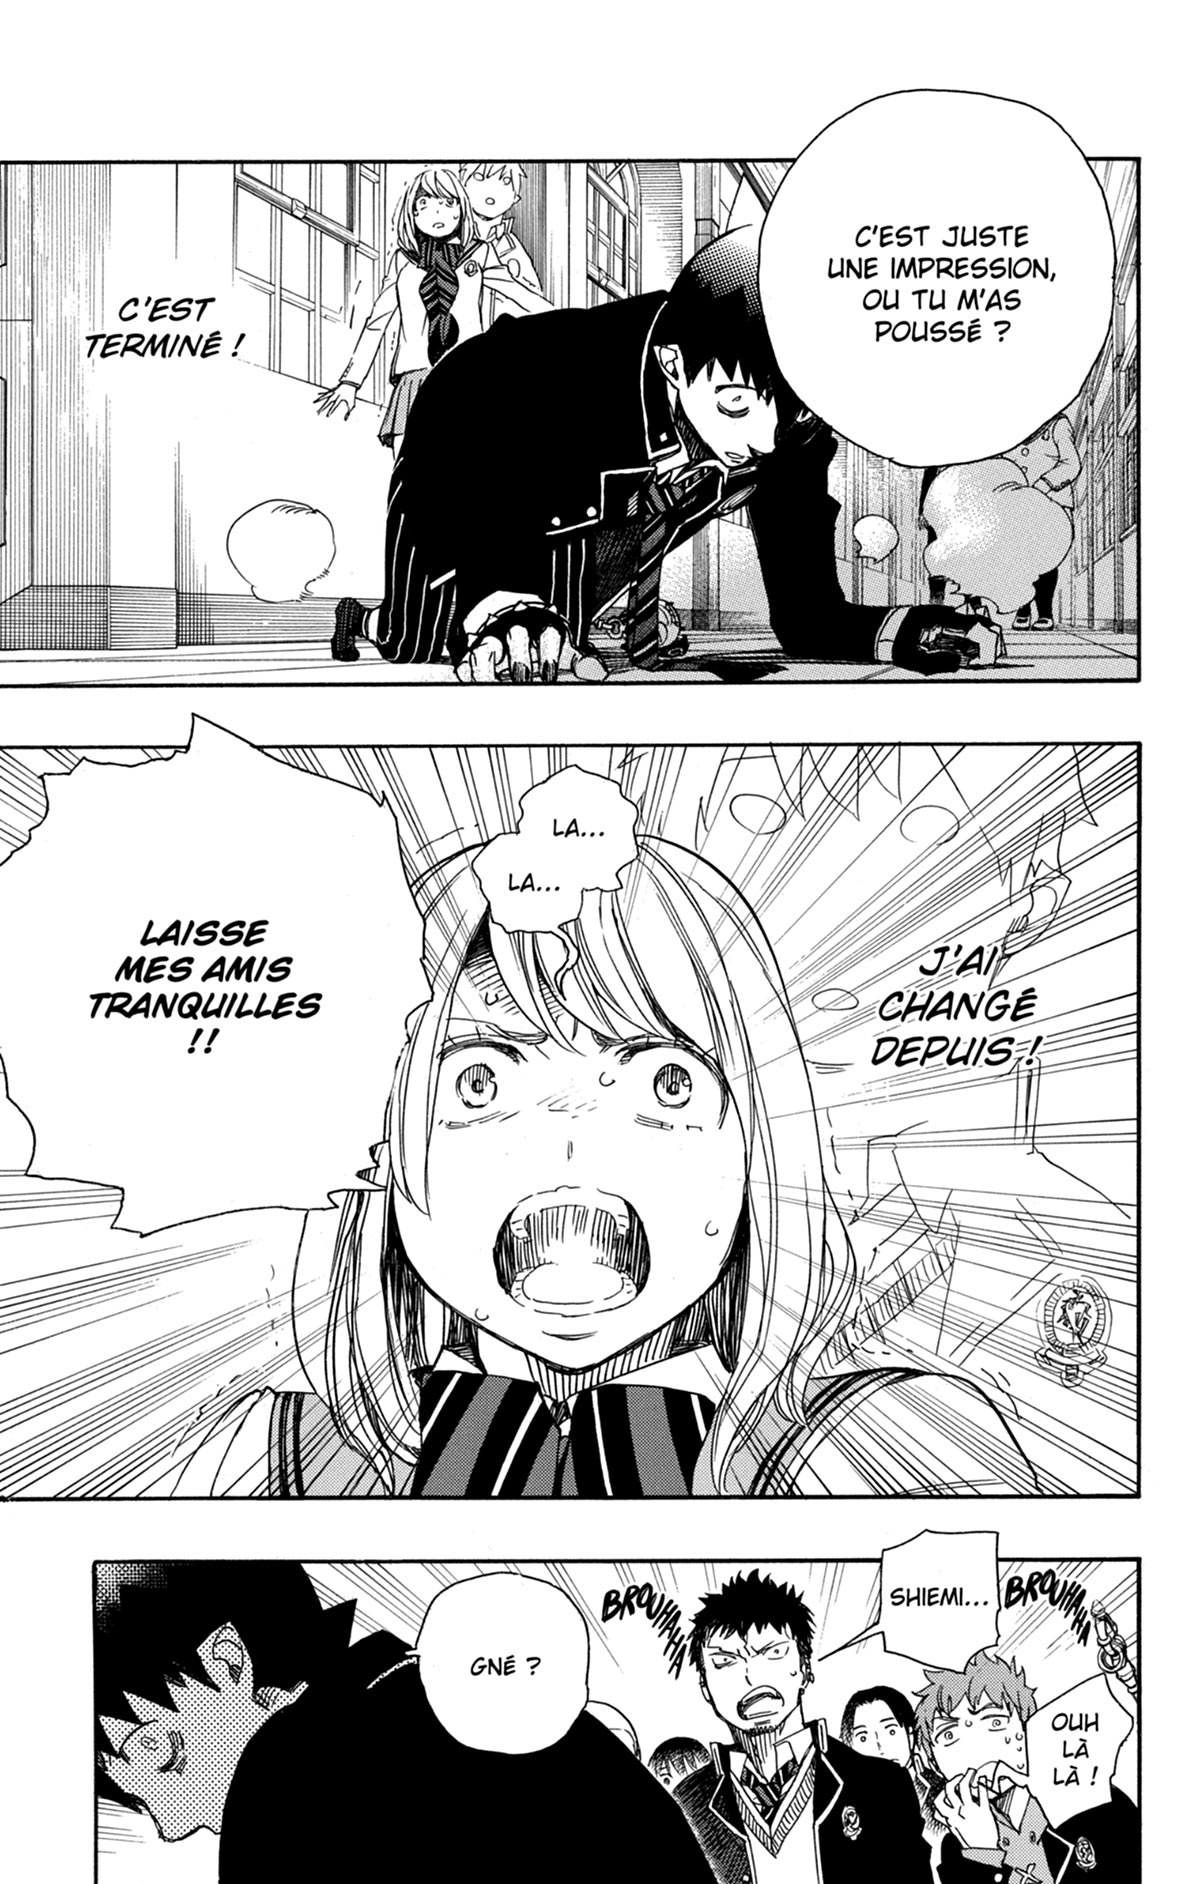 C'EST JUSTE
UNE IMPRESSION,
OU TU M'AS
POUSSÉ ?
C'EST
TERMINÉ !
J'AI
CHANGÉ
DEPUIS !
LA...
LA...
LAISSE
MES AMIS
TRANQUILLES
!!
BROUHAHA
SHIEMI...
BROUHAHA
OUH
LÀ
LÀ !
GNÉ ?